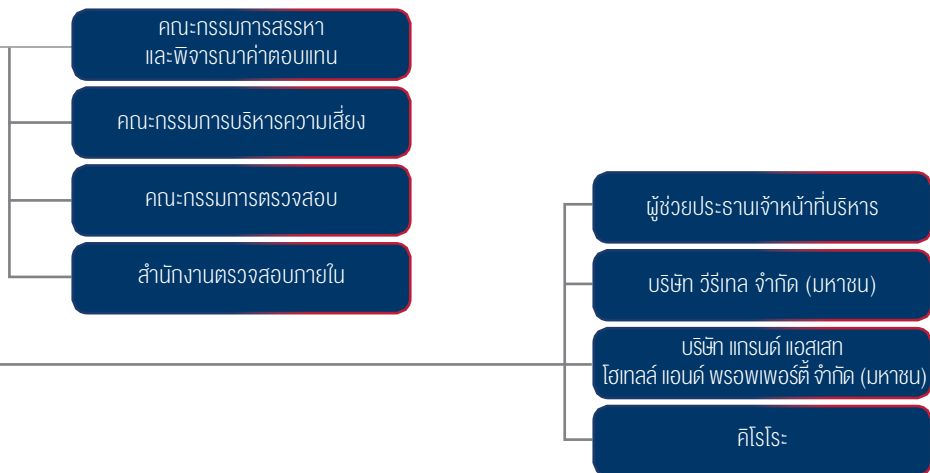 คณะกรรมการสรรหา
และพิจารณาค่าตอบแทน
คณะกรรมการบริหารความเสี่ยง
คณะกรรมการตรวจสอบ
สำนักงานตรวจสอบภายใน
ผู้ช่วยประธานเจ้าหน้าที่บริหาร
บริษัท วีรีเทล จำกัด (มหาชน)
บริษัท แกรนด์ แอสเสท
โฮเทลล์ แอนด์ พรอพเพอร์ตี้ จำกัด (มหาชน)
คิโรโระ